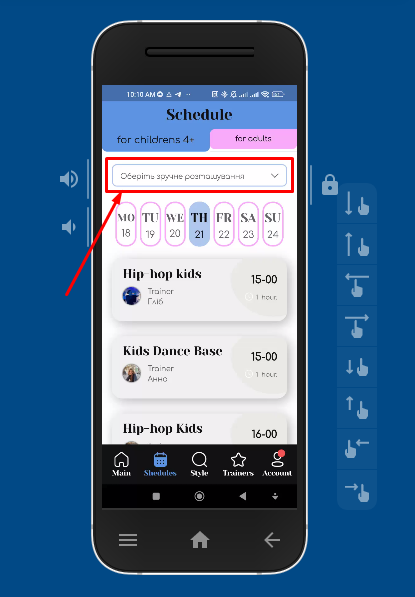 10:10 AM
Schedule
for childrens 4+
for adults
Оберіть зручне розташування
MO
TU
WE
TH
FR
SA
SU
18
19
20
21
22
23
24
Hip-hop kids
15-00
Trainer
Гліб
1 hour.
Kids Dance Base
15-00
Trainer
Анна
1 hour.
Hip-hop Kids
16-00
Trainer
Main
Shedules
Style
Trainers
Account